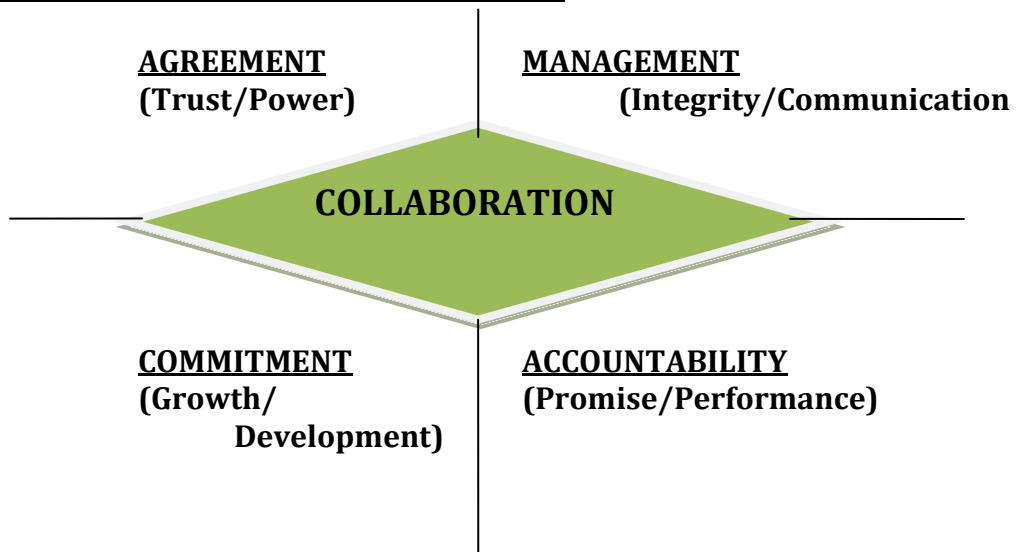 AGREEMENT
(Trust/Power)
MANAGEMENT
(Integrity/Communication
COLLABORATION
COMMITMENT
(Growth/
Development)
ACCOUNTABILITY
(Promise/Performance)